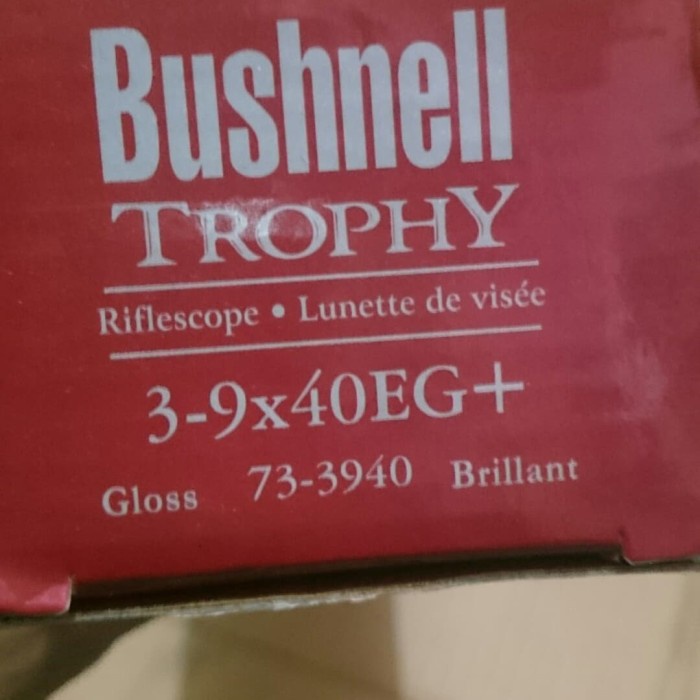 Bushnell
TROPHY
Riflescope • Lunette de visée
3-9x40EG+
Gloss 73-3940 Brillant